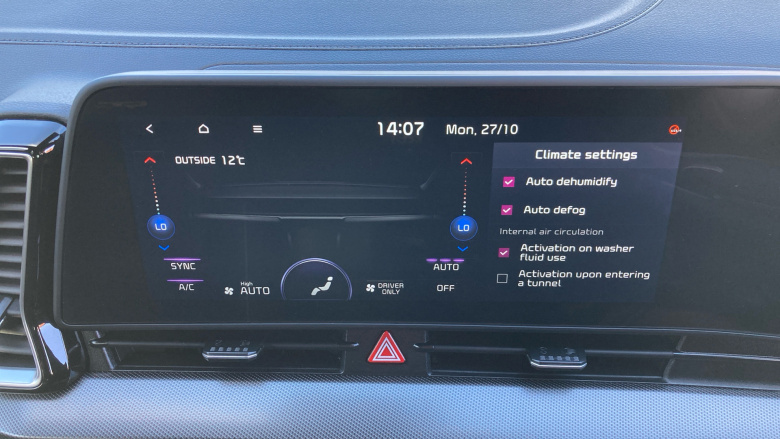 14:07 Mon, 27/10
OUTSIDE 12℃
LO
LO
SYNC
A/C
High
AUTO
DRIVER
ONLY
AUTO
OFF
Climate settings
Auto dehumidify
Auto defog
Internal air circulation
Activation on washer
fluid use
Activation upon entering
a tunnel